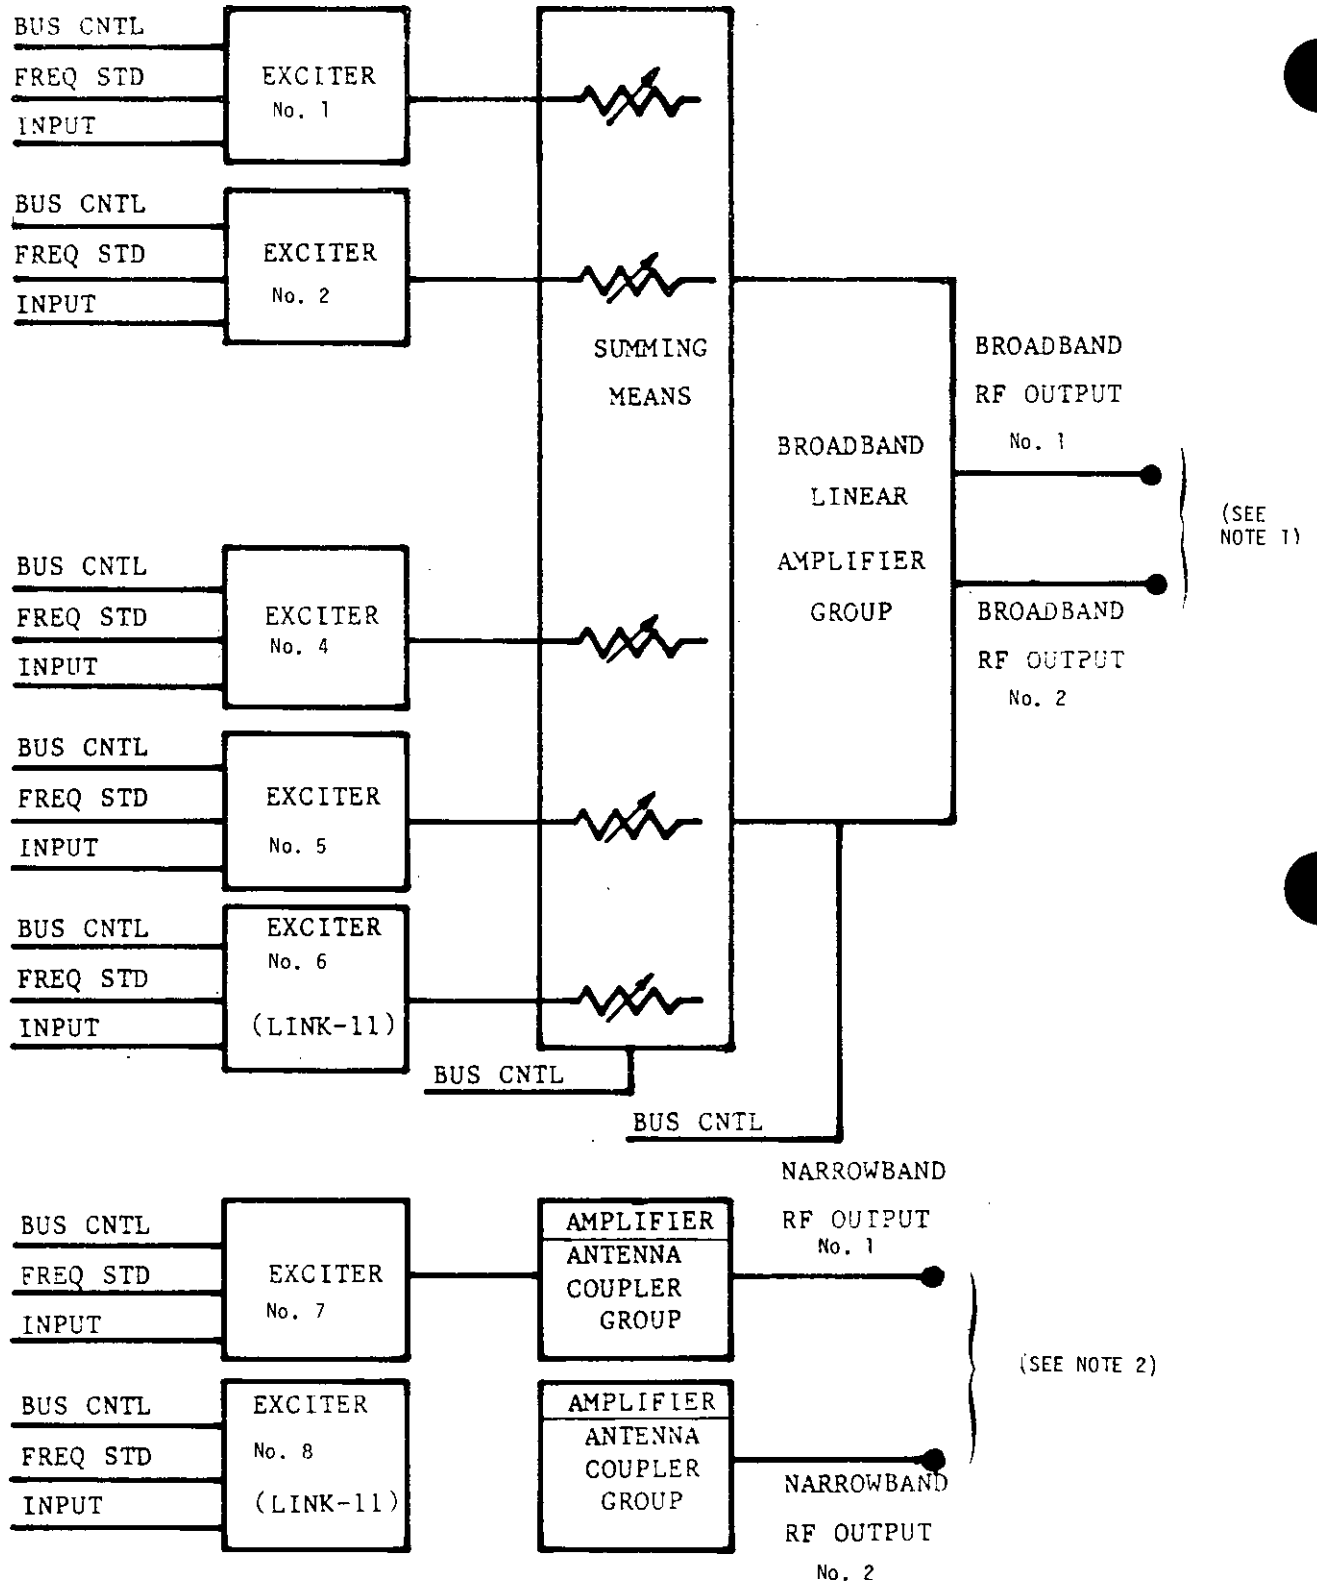 BUS CNTL
FREQ STD
INPUT
EXCITER
No. 1
BUS CNTL
FREQ STD
INPUT
EXCITER
No. 2
SUMMING
MEANS
BROADBAND
LINEAR
AMPLIFIER
GROUP
BROADBAND
RF OUTPUT
No. 1
(SEE
NOTE 1)
BROADBAND
RF OUTPUT
No. 2
BUS CNTL
FREQ STD
INPUT
EXCITER
No. 4
BUS CNTL
FREQ STD
INPUT
EXCITER
No. 5
BUS CNTL
FREQ STD
INPUT
EXCITER
No. 6
(LINK-11)
BUS CNTL
BUS CNTL
BUS CNTL
FREQ STD
INPUT
EXCITER
No. 7
AMPLIFIER
ANTENNA
COUPLER
GROUP
NARROWBAND
RF OUTPUT
No. 1
(SEE NOTE 2)
BUS CNTL
FREQ STD
INPUT
EXCITER
No. 8
(LINK-11)
AMPLIFIER
ANTENNA
COUPLER
GROUP
NARROWBAND
RF OUTPUT
No. 2